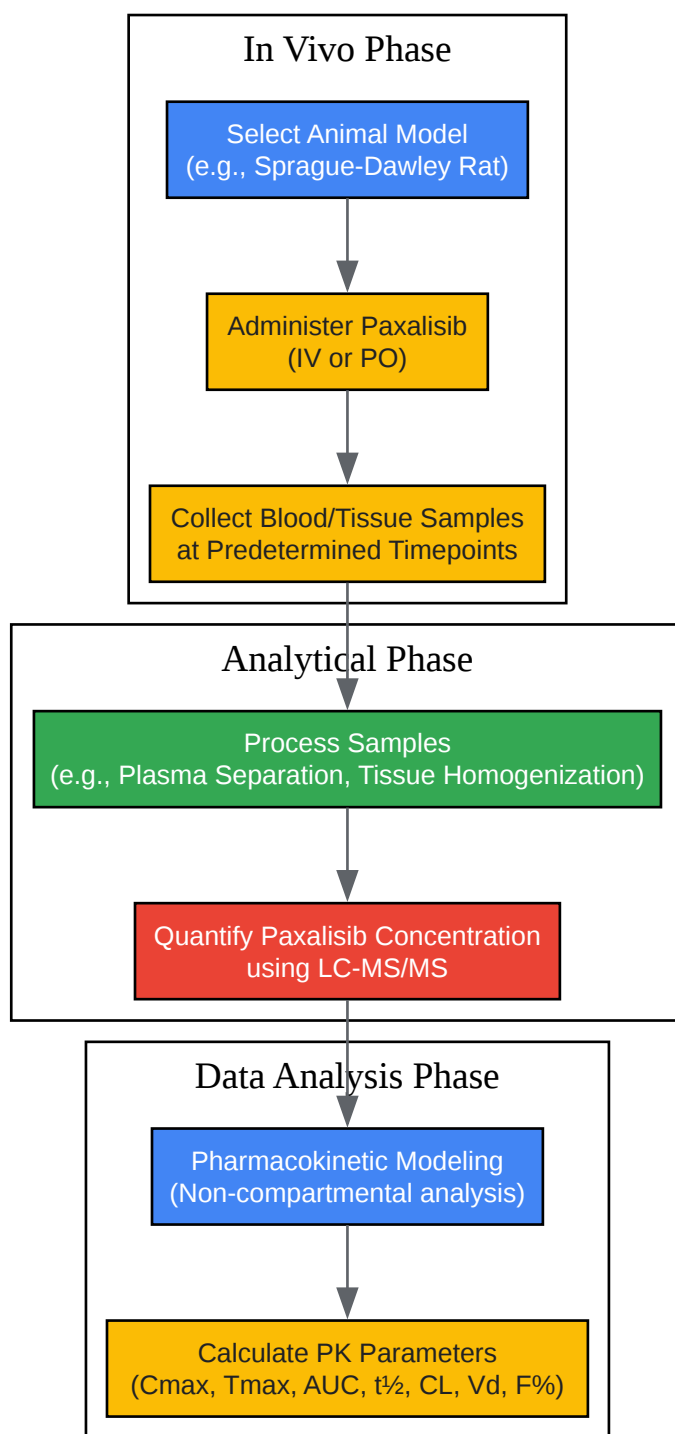 In Vivo Phase
Select Animal Model
(e.g., Sprague-Dawley Rat)
Administer Paxalisib
(IV or PO)
Collect Blood/Tissue Samples
at Predetermined Timepoints
Analytical Phase
Process Samples
(e.g., Plasma Separation, Tissue Homogenization)
Quantify Paxalisib Concentration
using LC-MS/MS
Data Analysis Phase
Pharmacokinetic Modeling
(Non-compartmental analysis)
Calculate PK Parameters
(Cmax, Tmax, AUC, t½, CL, Vd, F%)